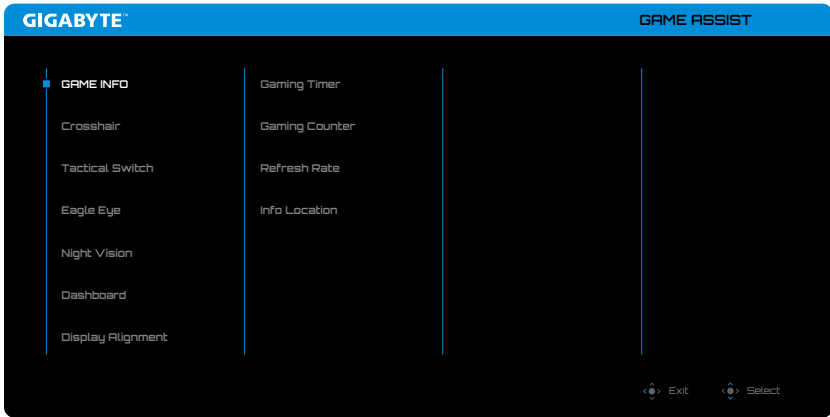 GIGABYTE™
GAME ASSIST
GAME INFO
Crosshair
Tactical Switch
Eagle Eye
Night Vision
Dashboard
Display Alignment
Gaming Timer
Gaming Counter
Refresh Rate
Info Location
Exit
Select